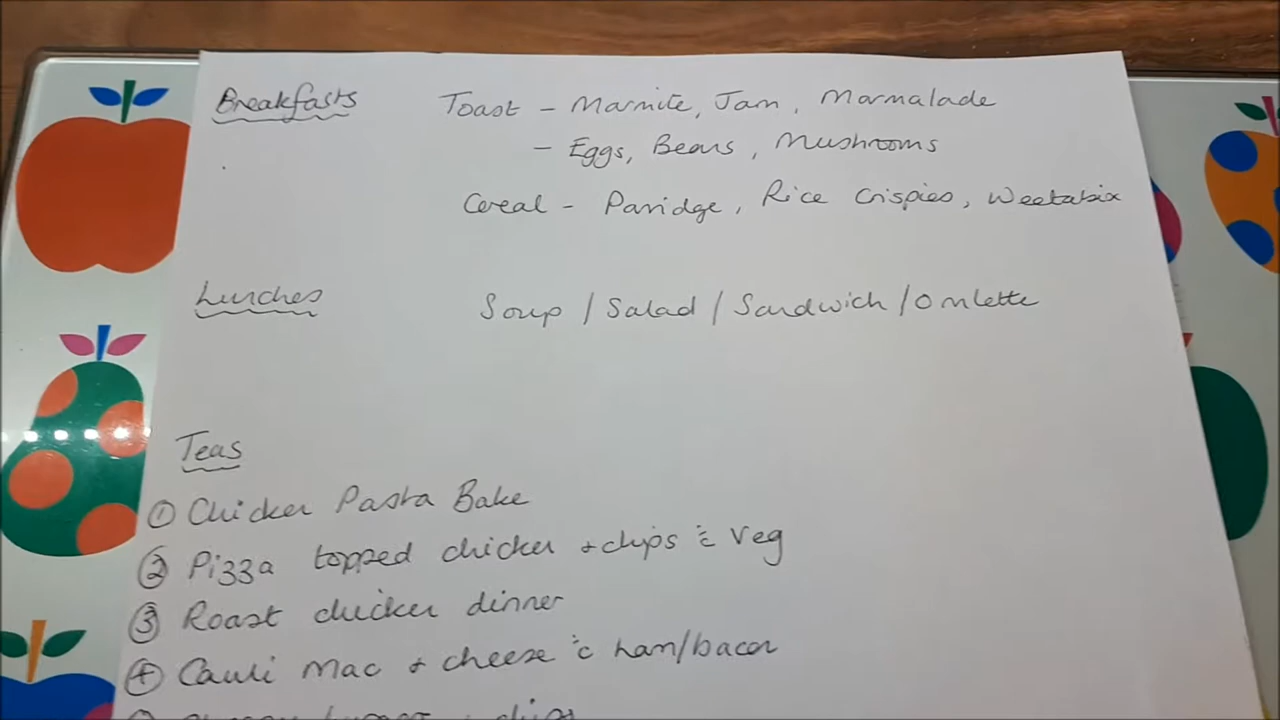 Breakfasts
Toast - Marmite, Jam, Marmalade
- Eggs, Beans, Mushrooms
Cereal - Porridge, Rice Crispies, Weetabix
Lunches
Soup / Salad / Sandwich / Omlette
Teas
① Chicken Pasta Bake
② Pizza topped chicken + chips c̄ Veg
③ Roast chicken dinner
④ Cauli Mac + cheese c̄ ham/bacon
chips